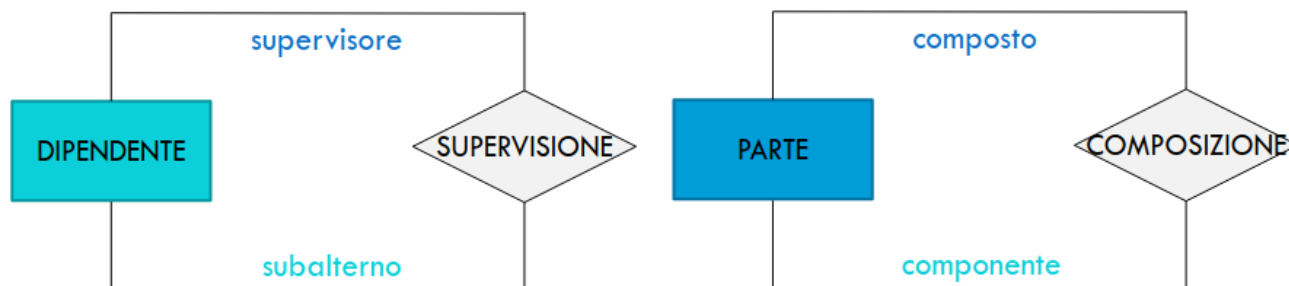 supervisore
DIPENDENTE
SUPERVISIONE
subalterno
composto
PARTE
COMPOSIZIONE
componente